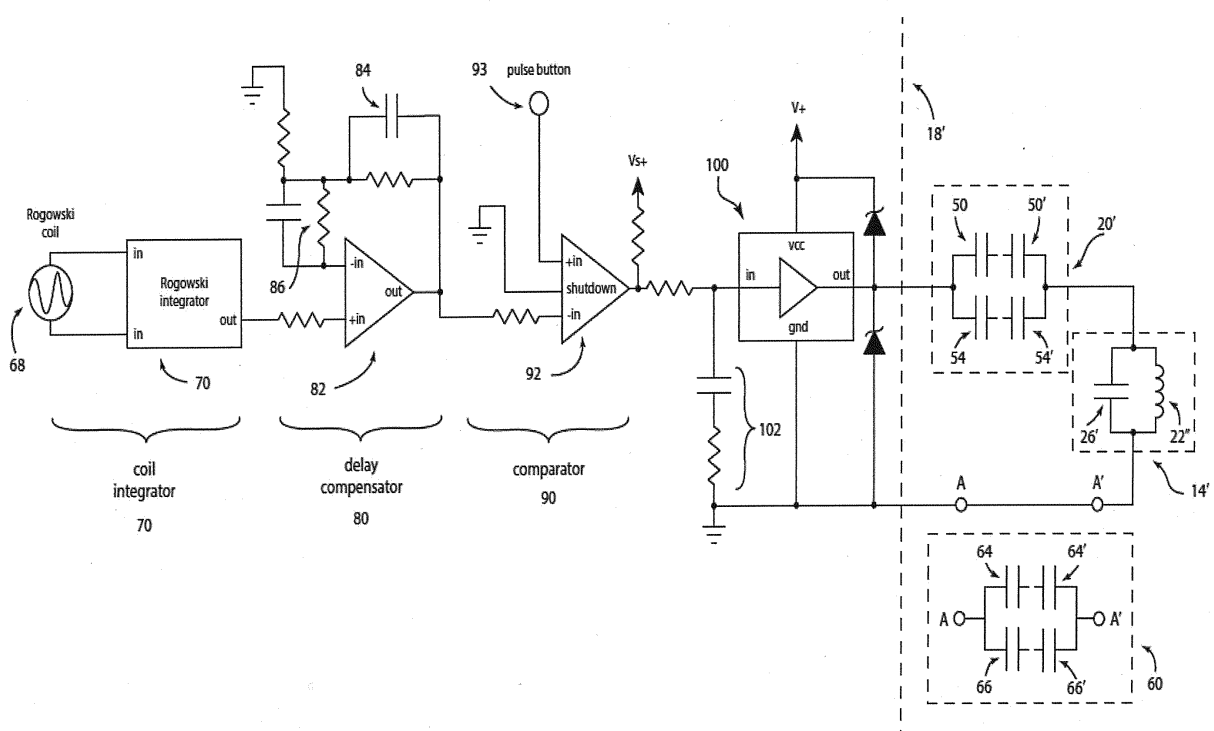 84
93
pulse button
18'
V+
Vs+
100
50
50'
20'
Rogowski
coil
in
Rogowski
integrator
out
in
68
70
86
-in
out
+in
82
+in
shutdown
-in
92
vcc
in
out
gnd
54
54'
26'
22"
14'
102
A
A'
coil
integrator
70
delay
compensator
80
comparator
90
64
64'
A
A'
66
66'
60